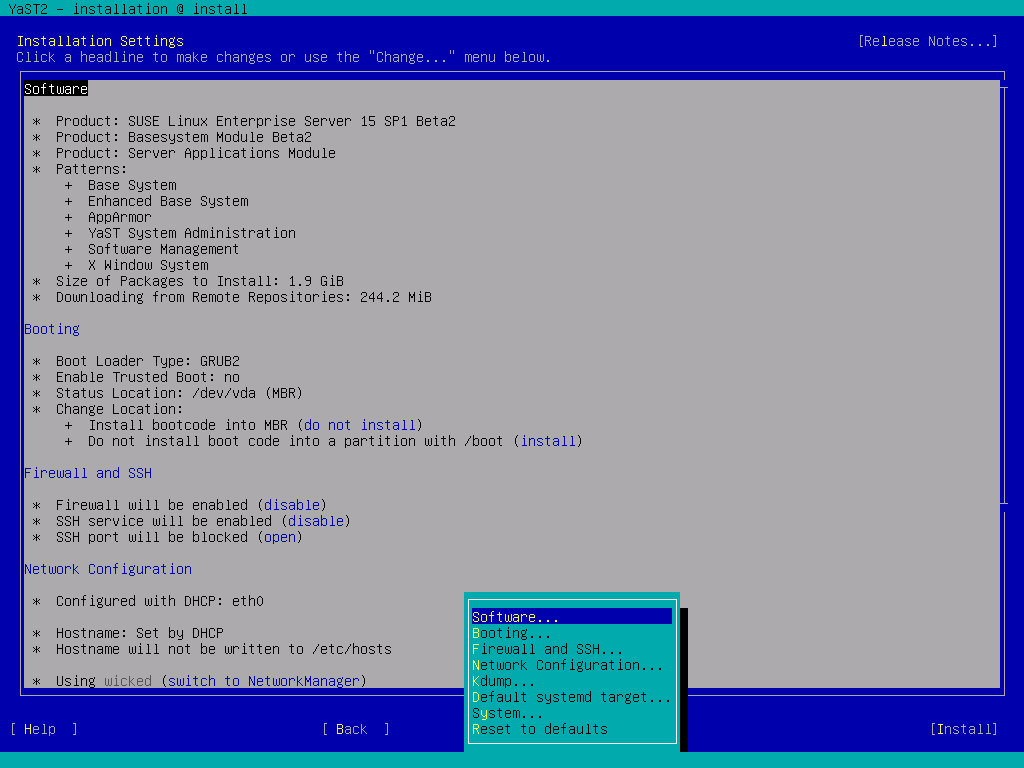 YaST2 - installation @ install
Installation Settings [Release Notes...]
Click a headline to make changes or use the "Change..." menu below.
Software
* Product: SUSE Linux Enterprise Server 15 SP1 Beta2
* Product: Basesystem Module Beta2
* Product: Server Applications Module
* Patterns:
+ Base System
+ Enhanced Base System
+ AppArmor
+ YaST System Administration
+ Software Management
+ X Window System
* Size of Packages to Install: 1.9 GiB
* Downloading from Remote Repositories: 244.2 MiB
Booting
* Boot Loader Type: GRUB2
* Enable Trusted Boot: no
* Status Location: /dev/vda (MBR)
* Change Location:
+ Install bootcode into MBR (do not install)
+ Do not install boot code into a partition with /boot (install)
Firewall and SSH
* Firewall will be enabled (disable)
* SSH service will be enabled (disable)
* SSH port will be blocked (open)
Network Configuration
* Configured with DHCP: eth0
* Hostname: Set by DHCP
* Hostname will not be written to /etc/hosts
* Using wicked (switch to NetworkManager)
Software...
Booting...
Firewall and SSH...
Network Configuration...
Kdump...
Default systemd target...
System...
Reset to defaults
[ Help ] [ Back ] [Install]